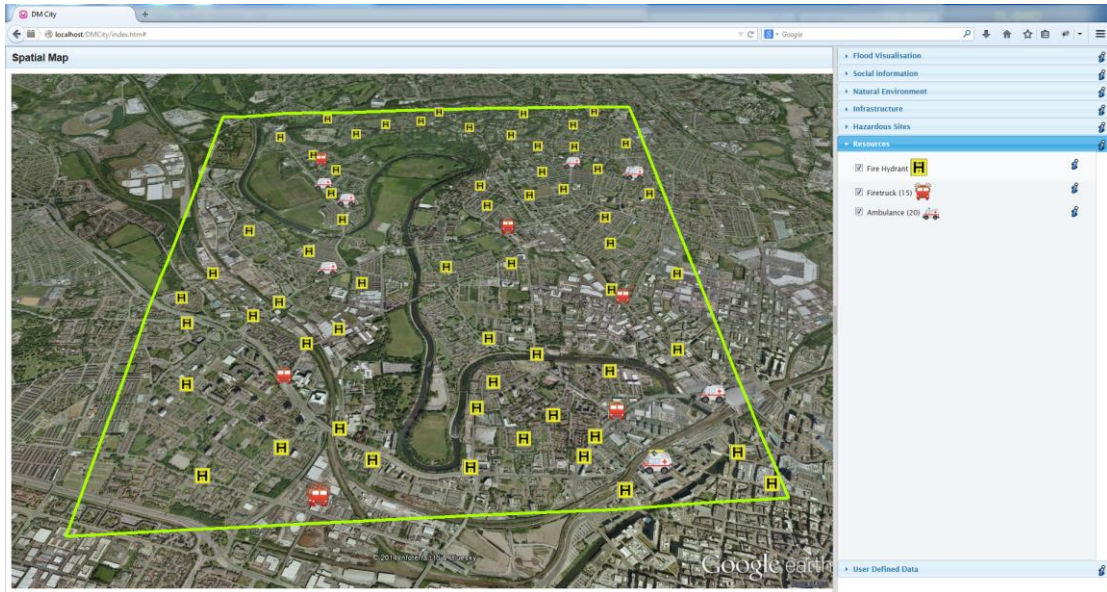 DM City
localhost/DMCity/index.htm#
Google
Spatial Map
Flood Visualisation
Social information
Natural Environment
Infrastructure
Hazardous Sites
Resources
Fire Hydrant H
Firetruck (15)
Ambulance (20)
Google earth
User Defined Data